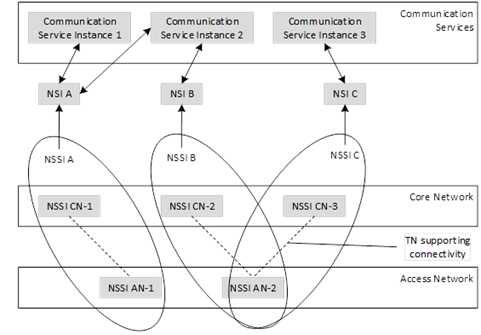 Communication
Service Instance 1
Communication
Service Instance 2
Communication
Service Instance 3
Communication
Services
NSI A
NSI B
NSI C
NSSI A
NSSI B
NSSI C
Core Network
NSSI CN-1
NSSI CN-2
NSSI CN-3
TN supporting
connectivity
Access Network
NSSI AN-1
NSSI AN-2